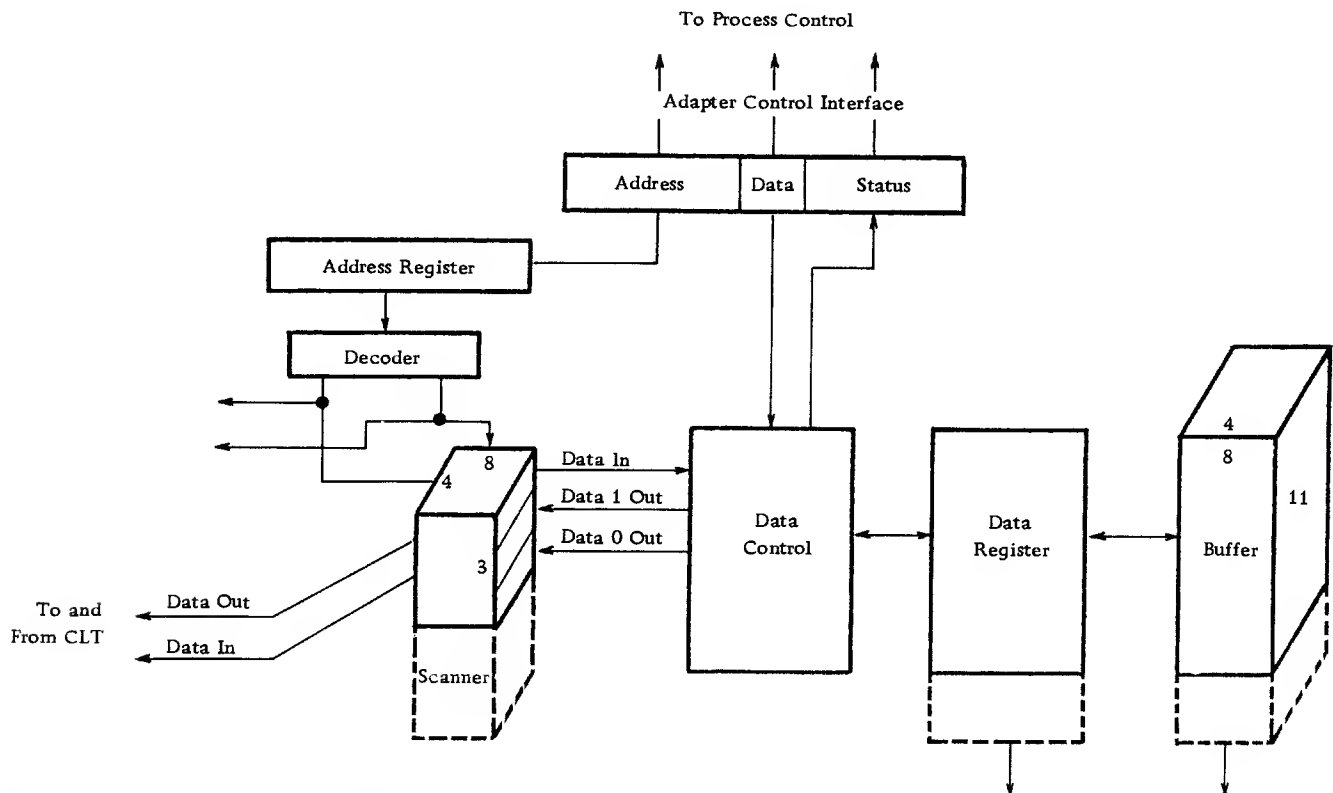 To Process Control
Adapter Control Interface
Address Data Status
Address Register
Decoder
4
8
8
4
11
3
Data In
Data 1 Out
Data 0 Out
Data
Control
Data
Register
Buffer
To and
From CLT
Data Out
Data In
Scanner